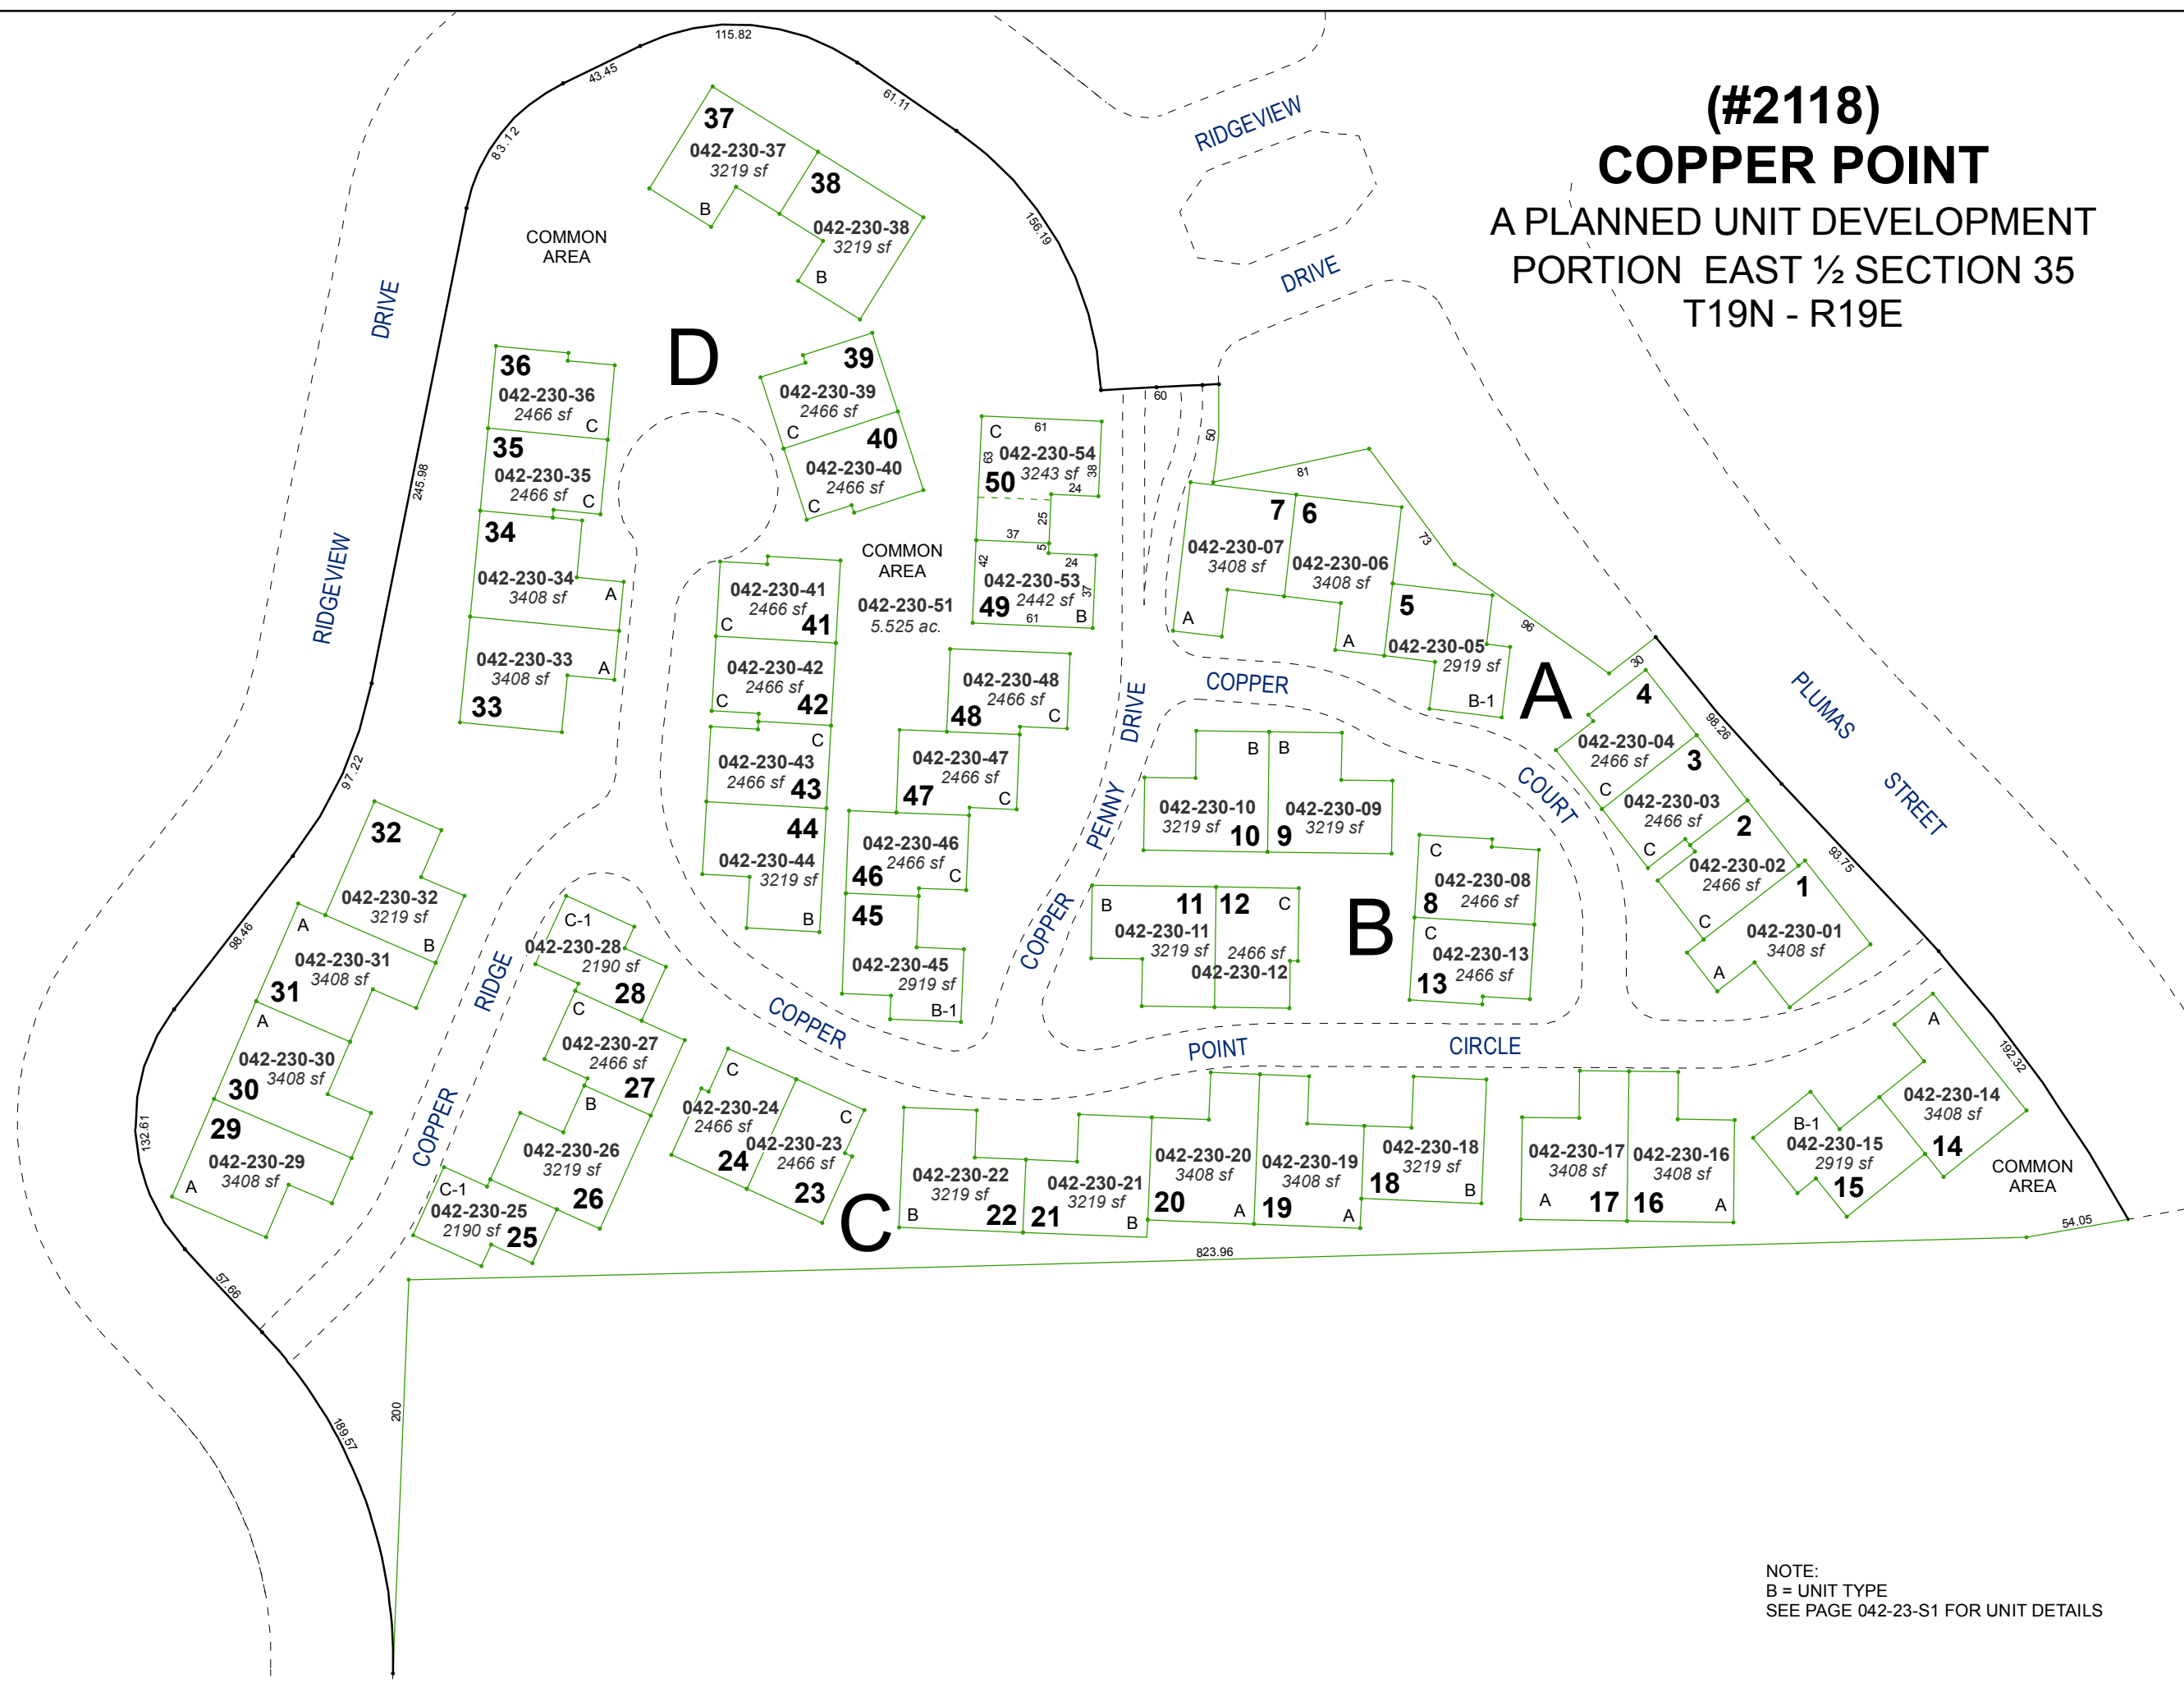 (#2118)
COPPER POINT
A PLANNED UNIT DEVELOPMENT
PORTION EAST ½ SECTION 35
T19N - R19E
115.82
43.45
83.12
61.11
156.19
245.98
97.22
98.46
132.61
57.66
189.57
200
823.96
54.05
192.32
93.75
98.26
30
96
73
81
50
60
RIDGEVIEW
DRIVE
RIDGEVIEW
DRIVE
PLUMAS
STREET
COPPER
COURT
COPPER
PENNY
DRIVE
COPPER
POINT
CIRCLE
COPPER
RIDGE
COMMON
AREA
D
37
042-230-37
3219 sf
B
38
042-230-38
3219 sf
B
36
042-230-36
2466 sf
C
35
042-230-35
2466 sf
C
34
042-230-34
3408 sf
A
042-230-33
3408 sf
A
33
39
042-230-39
2466 sf
C
40
042-230-40
2466 sf
C
C
61
042-230-54
63
3243 sf
38
50
24
25
37
5
42
24
042-230-53
2442 sf
37
49
61
B
COMMON
AREA
042-230-51
5.525 ac.
042-230-41
2466 sf
C
41
042-230-42
2466 sf
C
42
C
042-230-43
2466 sf
43
44
042-230-44
3219 sf
B
042-230-48
2466 sf
48
C
042-230-47
2466 sf
47
C
042-230-46
2466 sf
46
C
45
042-230-45
2919 sf
B-1
7
042-230-07
3408 sf
A
6
042-230-06
3408 sf
A
5
042-230-05
2919 sf
B-1
A
4
042-230-04
2466 sf
C
3
042-230-03
2466 sf
C
2
042-230-02
2466 sf
C
1
042-230-01
3408 sf
A
B
042-230-10
3219 sf
10
B
042-230-09
3219 sf
9
B
11
042-230-11
3219 sf
12
C
2466 sf
042-230-12
B
C
042-230-08
2466 sf
8
C
042-230-13
2466 sf
13
32
042-230-32
3219 sf
B
A
042-230-31
3408 sf
31
A
042-230-30
3408 sf
30
29
042-230-29
3408 sf
A
C-1
042-230-28
2190 sf
28
C
042-230-27
2466 sf
27
B
042-230-26
3219 sf
26
C-1
042-230-25
2190 sf
25
C
042-230-24
2466 sf
24
C
042-230-23
2466 sf
23
C
042-230-22
3219 sf
B
22
042-230-21
3219 sf
21
B
042-230-20
3408 sf
20
A
042-230-19
3408 sf
19
A
042-230-18
3219 sf
18
B
042-230-17
3408 sf
A
17
042-230-16
3408 sf
16
A
B-1
042-230-15
2919 sf
15
A
042-230-14
3408 sf
14
COMMON
AREA
NOTE:
B = UNIT TYPE
SEE PAGE 042-23-S1 FOR UNIT DETAILS